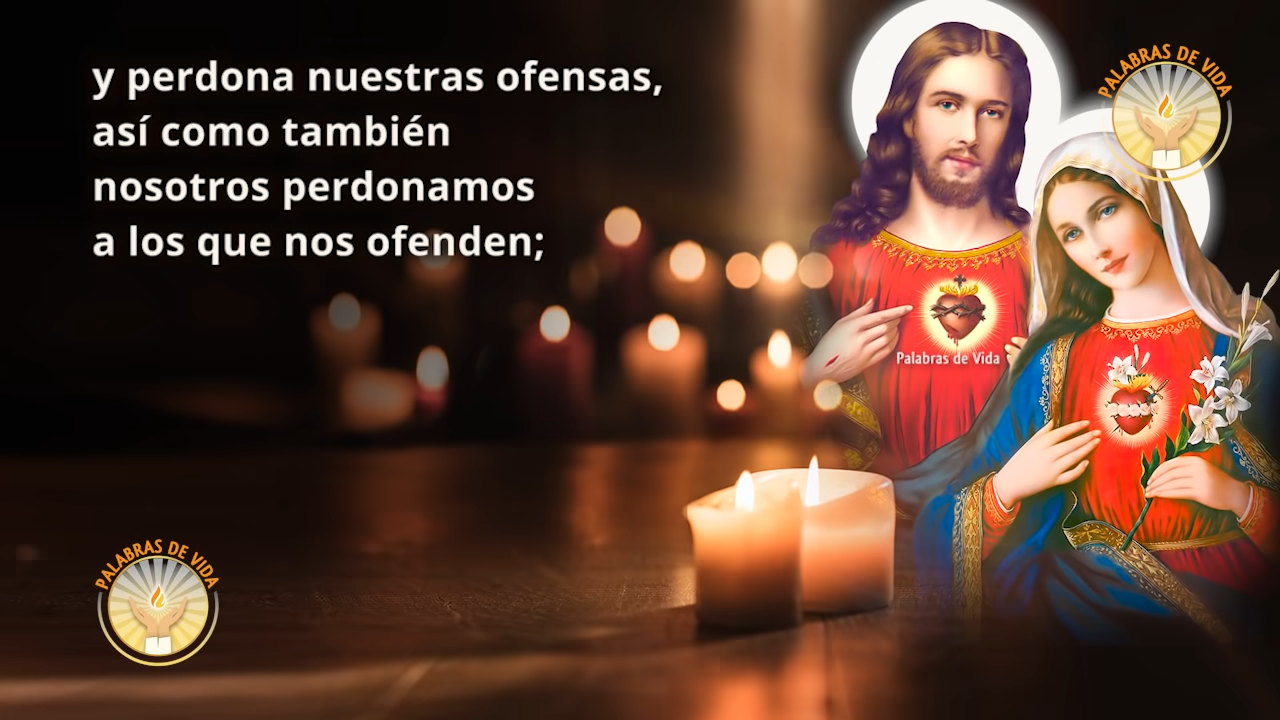 y perdona nuestras ofensas,
así como también
nosotros perdonamos
a los que nos ofenden;
PALABRAS DE VIDA
Palabras de Vida
PALABRAS DE VIDA